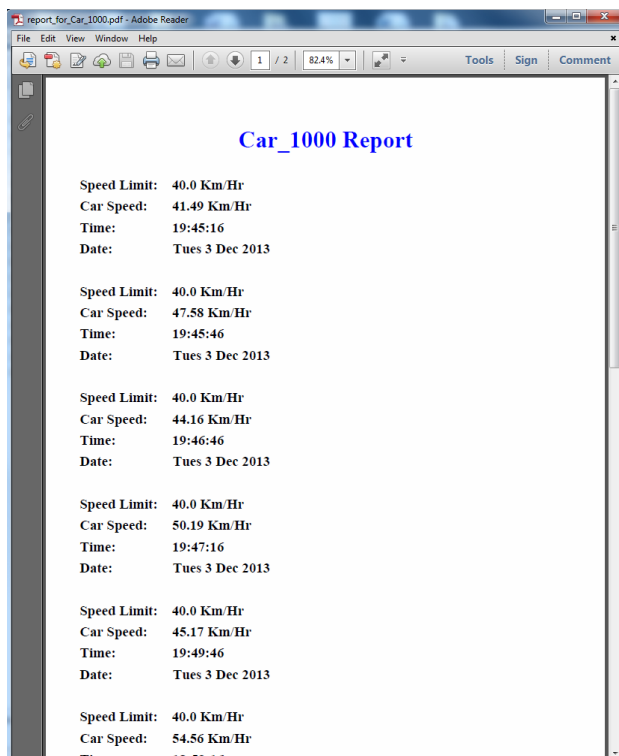 report_for_Car_1000.pdf - Adobe Reader
File Edit View Window Help
1 / 2 82.4% Tools Sign Comment
Car_1000 Report
Speed Limit: 40.0 Km/Hr
Car Speed: 41.49 Km/Hr
Time: 19:45:16
Date: Tues 3 Dec 2013
Speed Limit: 40.0 Km/Hr
Car Speed: 47.58 Km/Hr
Time: 19:45:46
Date: Tues 3 Dec 2013
Speed Limit: 40.0 Km/Hr
Car Speed: 44.16 Km/Hr
Time: 19:46:46
Date: Tues 3 Dec 2013
Speed Limit: 40.0 Km/Hr
Car Speed: 50.19 Km/Hr
Time: 19:47:16
Date: Tues 3 Dec 2013
Speed Limit: 40.0 Km/Hr
Car Speed: 45.17 Km/Hr
Time: 19:49:46
Date: Tues 3 Dec 2013
Speed Limit: 40.0 Km/Hr
Car Speed: 54.56 Km/Hr